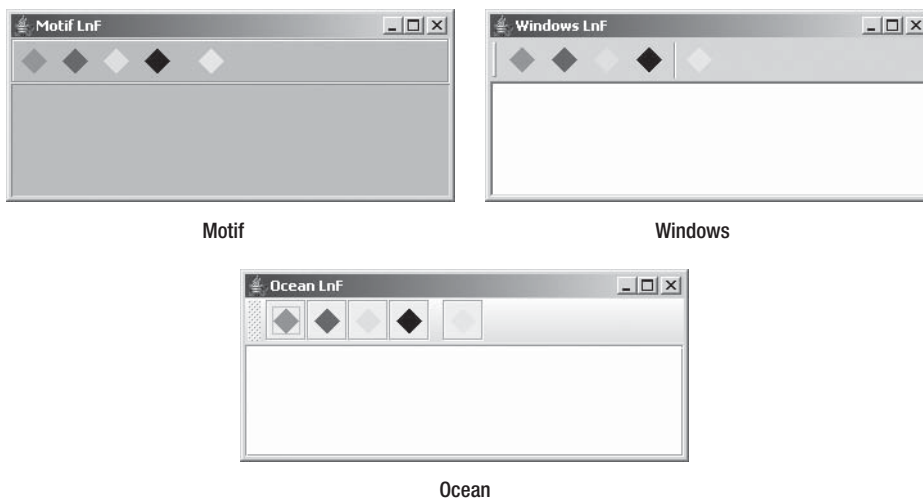 Motif LnF
Windows LnF
Motif
Windows
Ocean LnF
Ocean